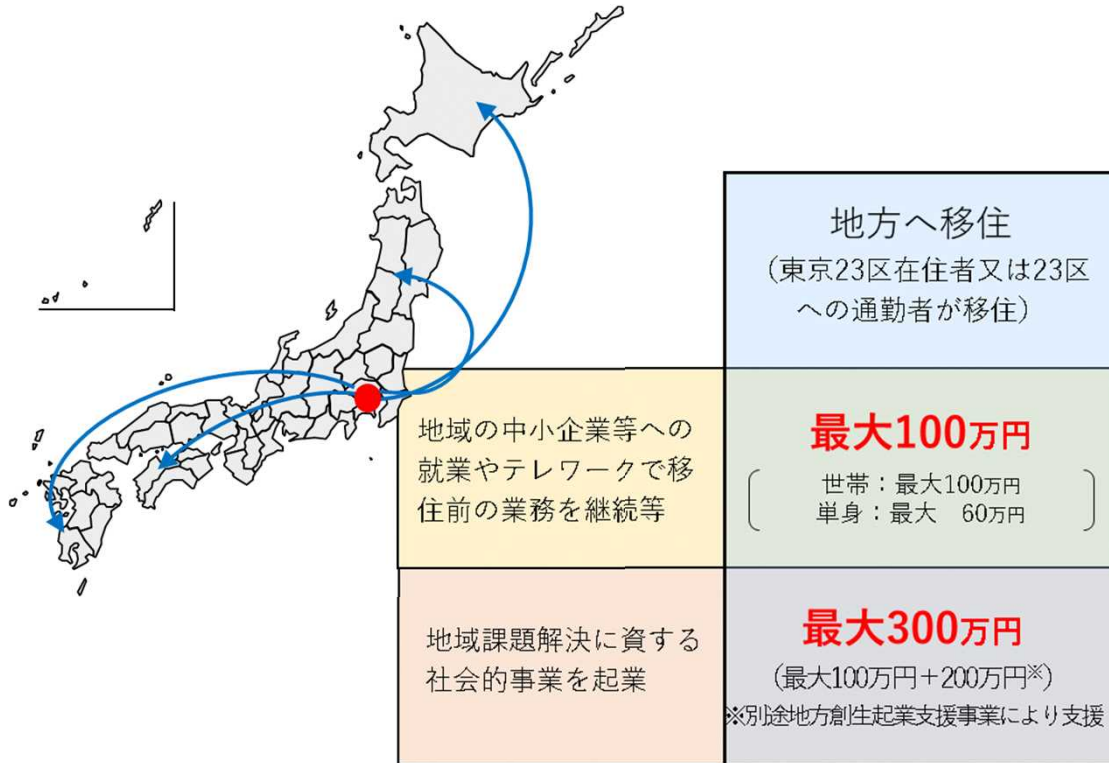 地方へ移住
（東京23区在住者又は23区
への通勤者が移住）
地域の中小企業等への
就業やテレワークで移
住前の業務を継続等
最大100万円
世帯：最大100万円
単身：最大　60万円
地域課題解決に資する
社会的事業を起業
最大300万円
（最大100万円＋200万円※）
※別途地方創生起業支援事業により支援